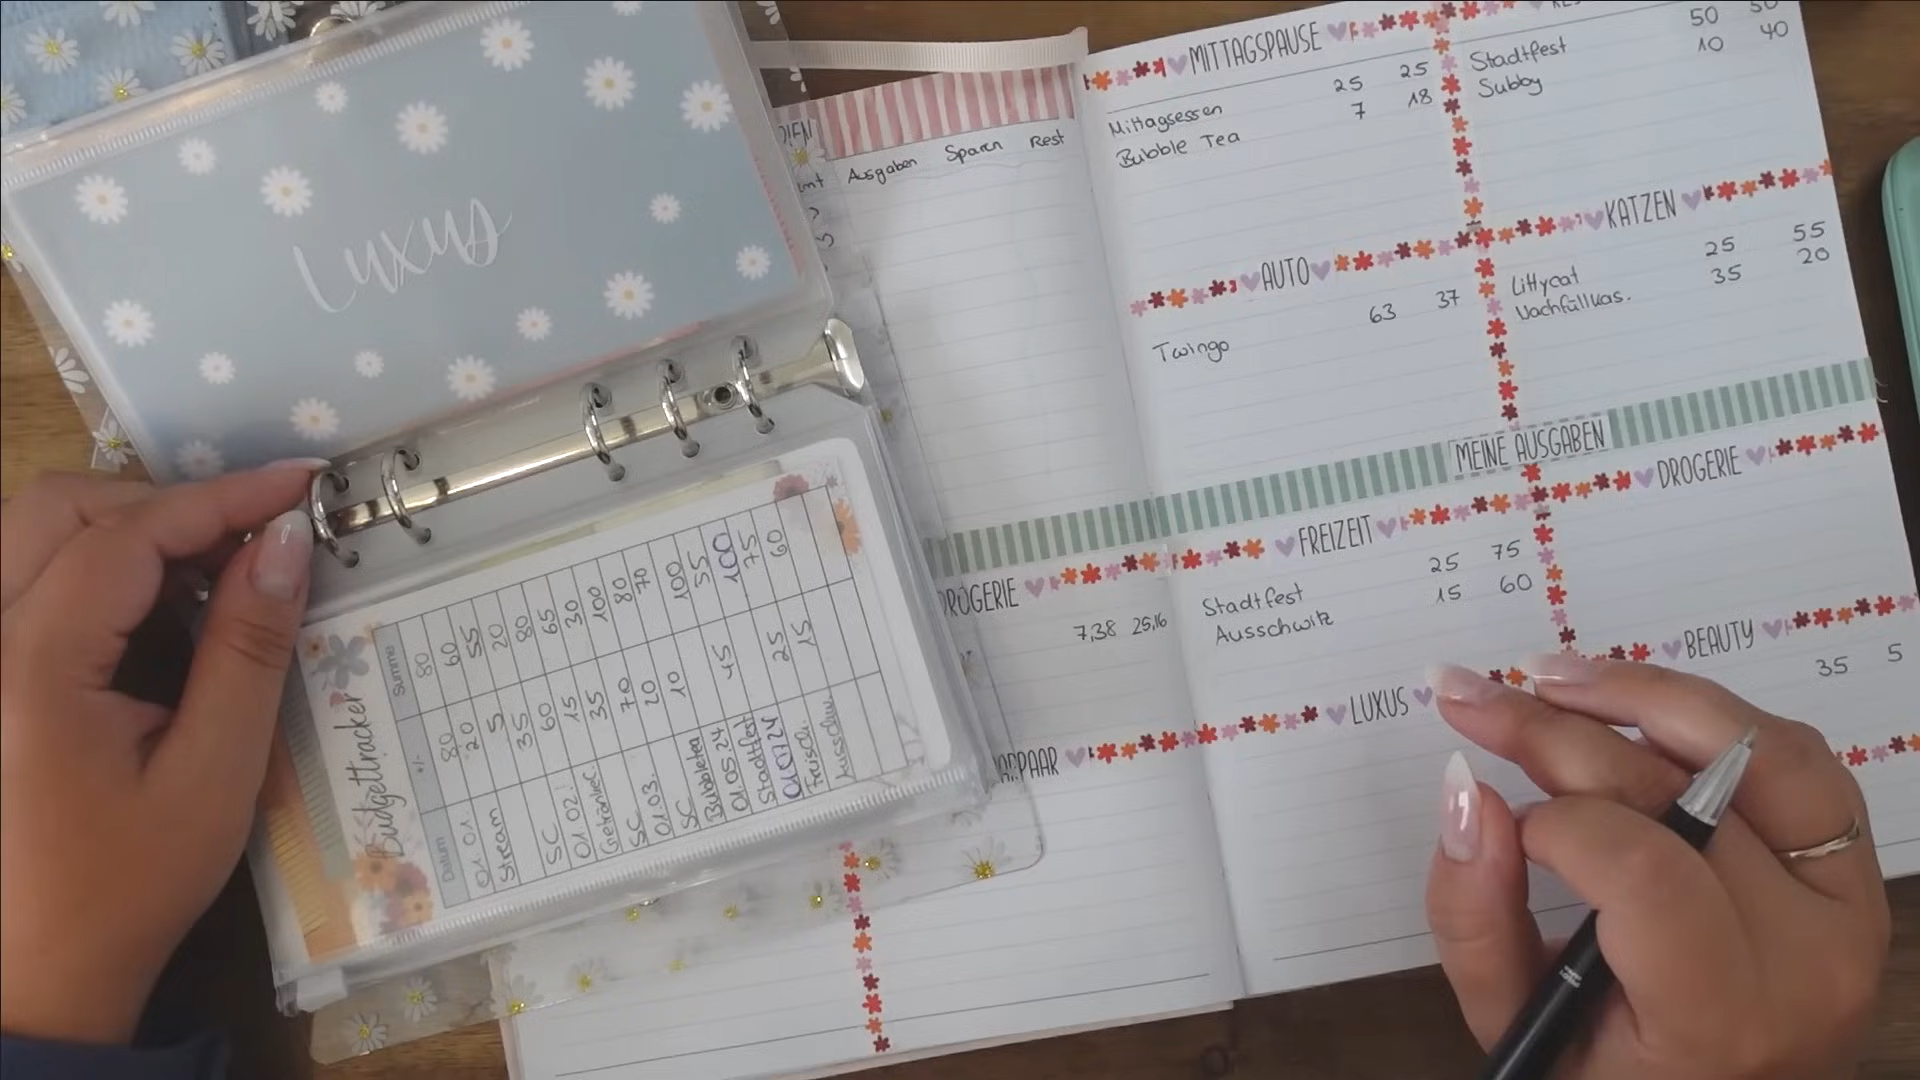 Luxus
Budgettracker
Datum +/- Summe
01.01. 80 80
Stream 20 60
5 55
35 20
SC 60 80
01.02. 15 65
Getränke 35 30
SC 70 100
01.03. 20 80
SC 10 70
Bubbletea
01.05.24 45 55
Stadtfest
01.07.24 25 75
Freisch. 15 60
Ausschw.
Ausgaben Sparen Rest
DROGERIE
7,38 25,16
MITTAGSPAUSE
Mittagsessen 25 25
Bubble Tea 7 18
Stadtfest 50
Subby 10 40
AUTO
Twingo 63 37
KATZEN
Littycat 25 55
Nachfüllkas. 35 20
MEINE AUSGABEN
FREIZEIT
Stadtfest 25 75
Ausschwitz 15 60
DROGERIE
LUXUS
BEAUTY
35 5